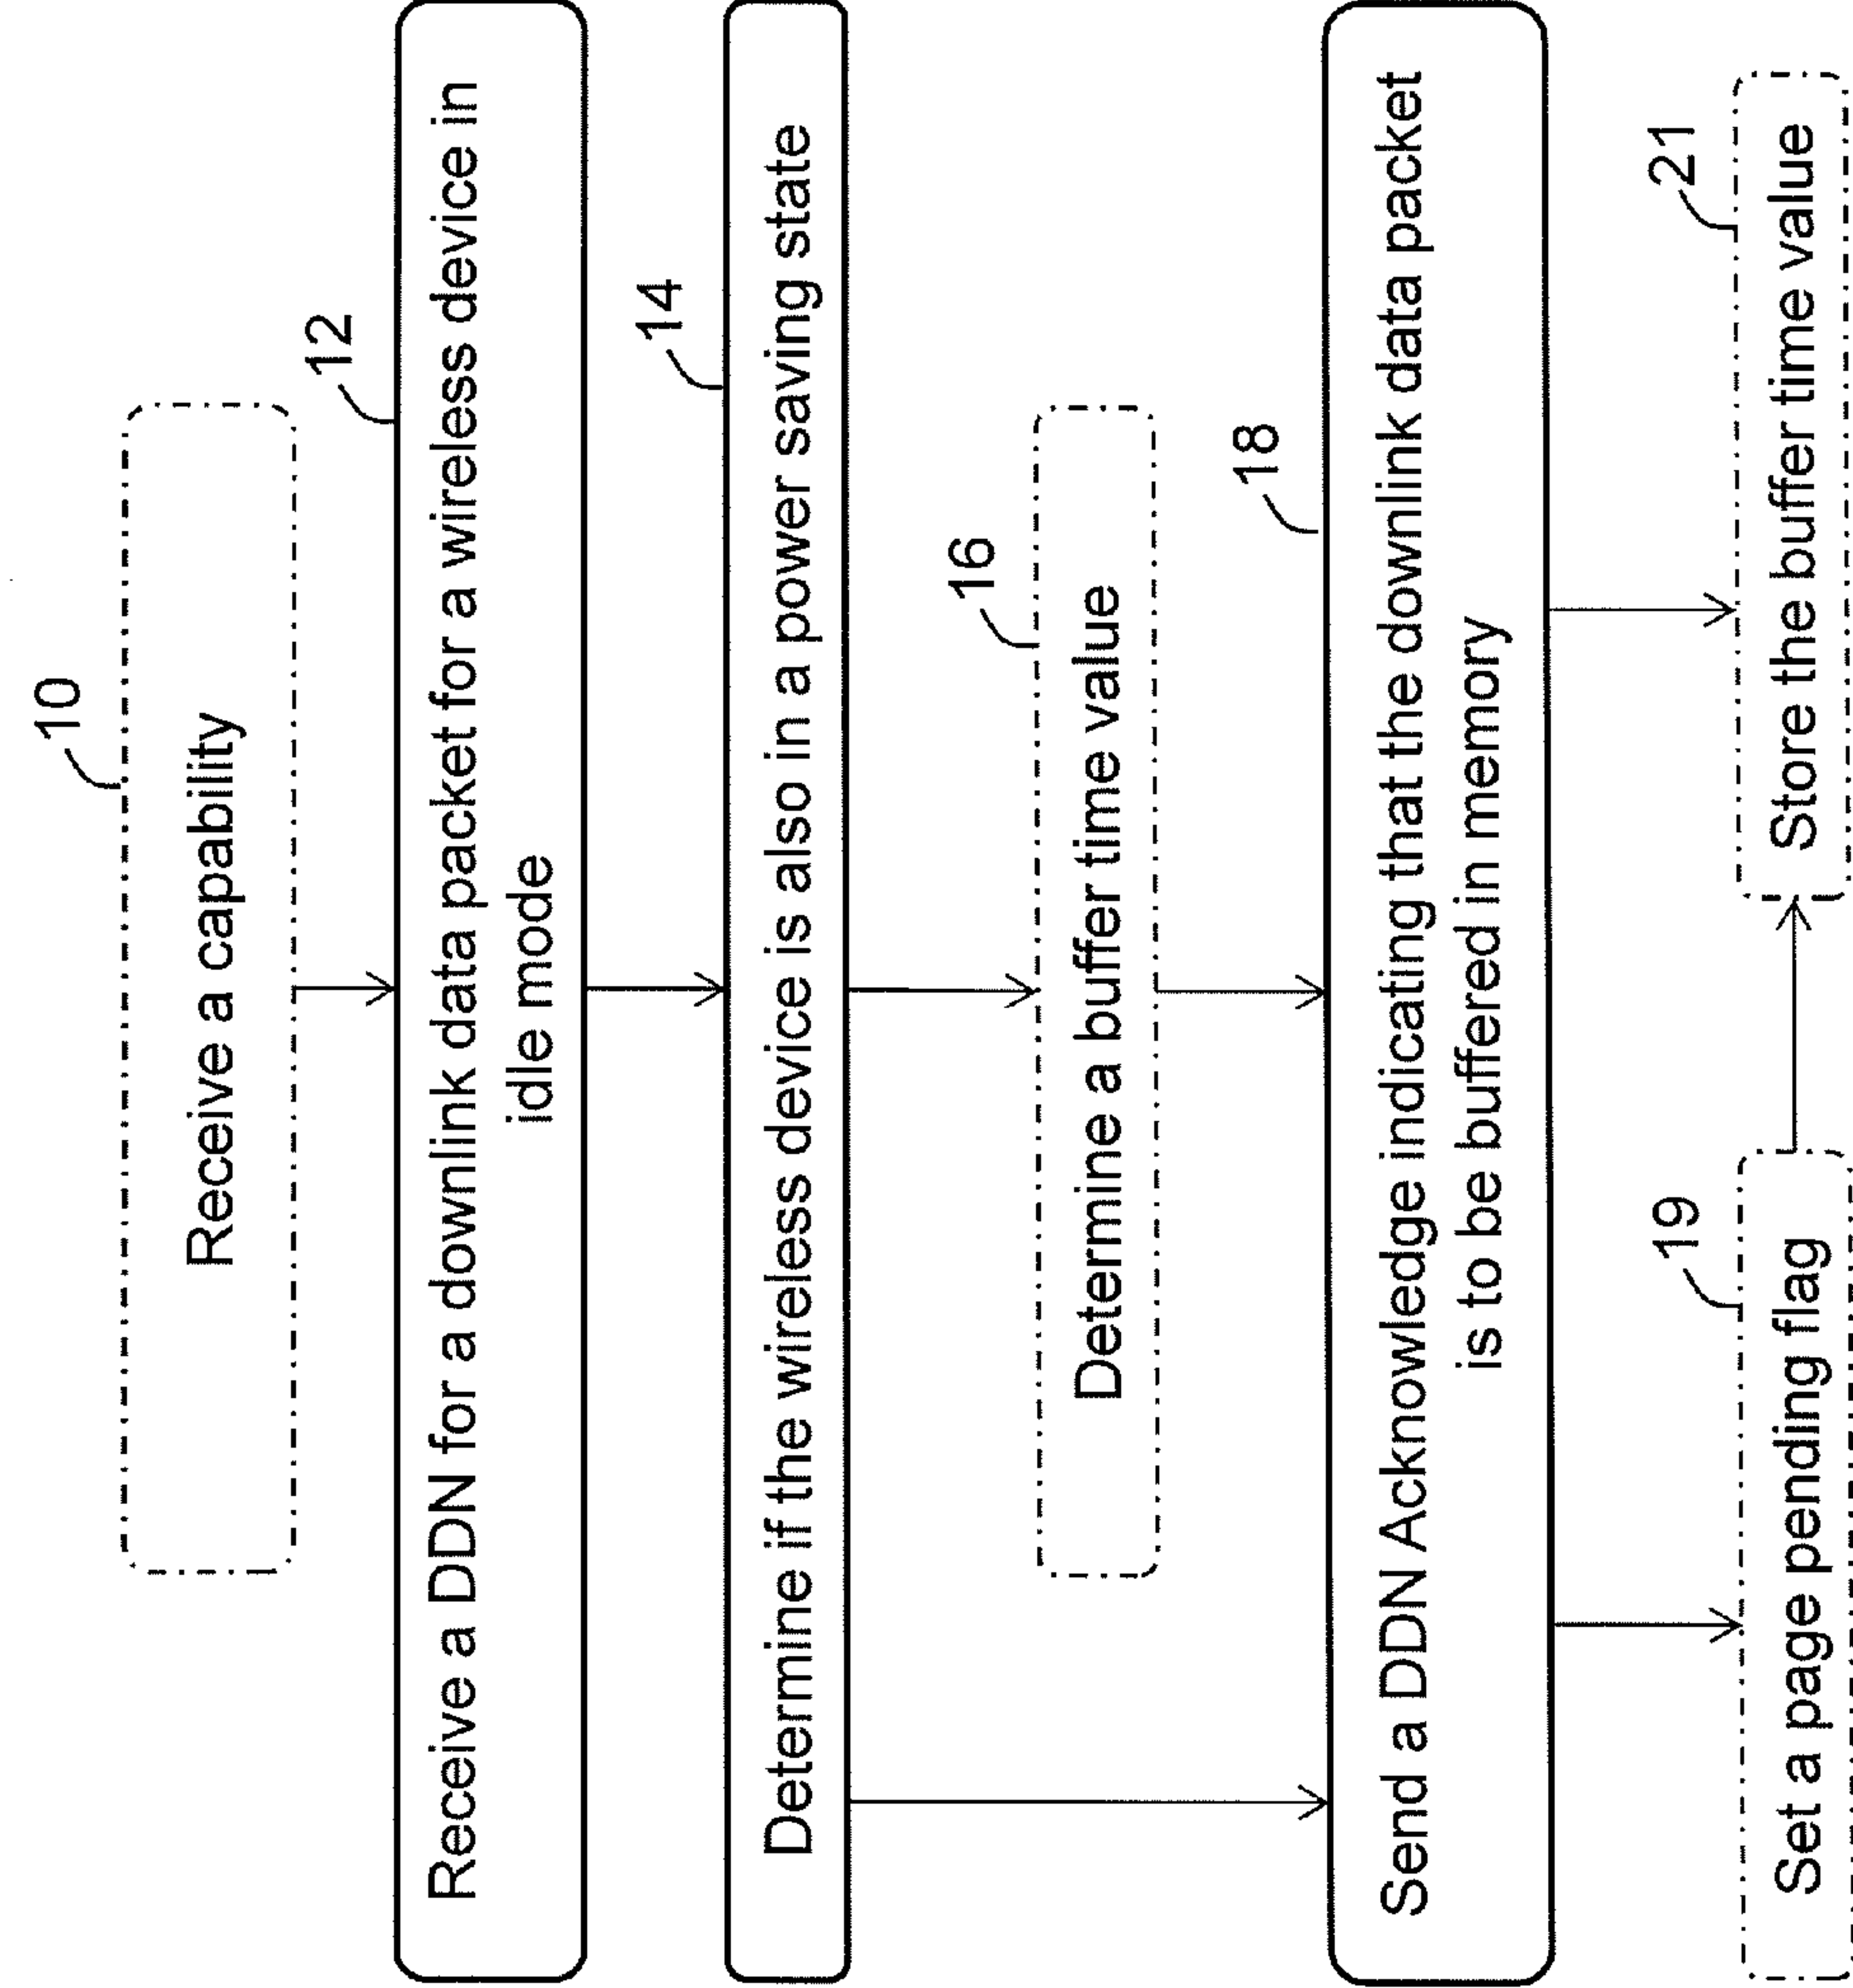 10
Receive a capability
12
Receive a DDN for a downlink data packet for a wireless device in
idle mode
14
Determine if the wireless device is also in a power saving state
16
Determine a buffer time value
18
Send a DDN Acknowledge indicating that the downlink data packet
is to be buffered in memory
19
Set a page pending flag
21
Store the buffer time value